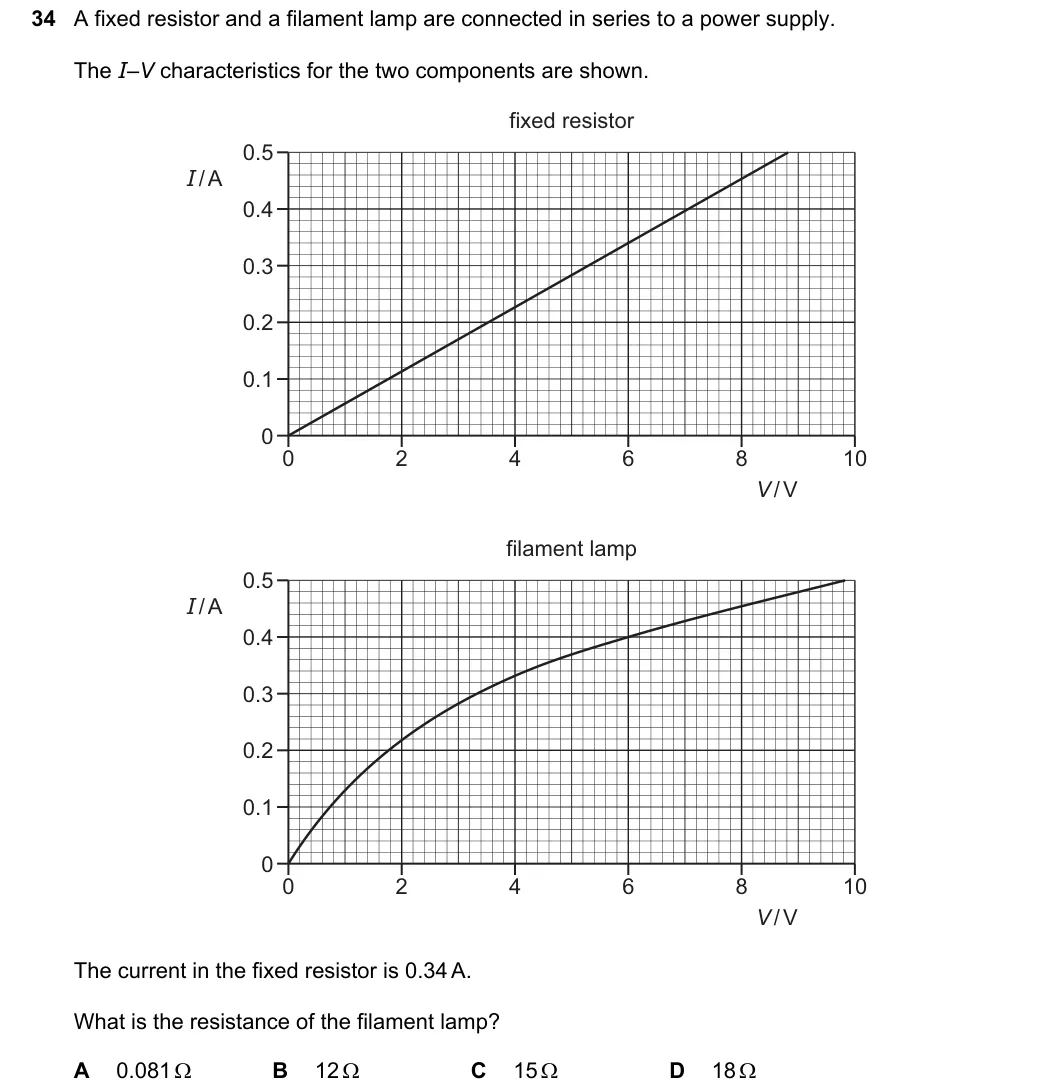 34 A fixed resistor and a filament lamp are connected in series to a power supply.
The I–V characteristics for the two components are shown.
fixed resistor
0.5
I / A
0.4
0.3
0.2
0.1
0
0 2 4 6 8 10
V / V
filament lamp
0.5
I / A
0.4
0.3
0.2
0.1
0
0 2 4 6 8 10
V / V
The current in the fixed resistor is 0.34 A.
What is the resistance of the filament lamp?
A 0.081 Ω B 12 Ω C 15 Ω D 18 Ω